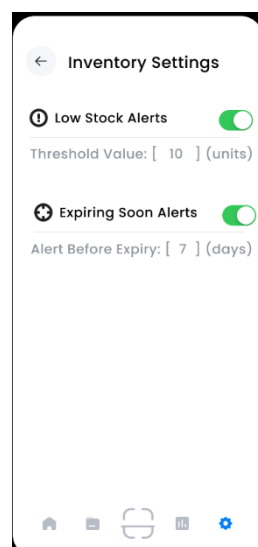 Inventory Settings
Low Stock Alerts
Threshold Value: [ 10 ] (units)
Expiring Soon Alerts
Alert Before Expiry: [ 7 ] (days)